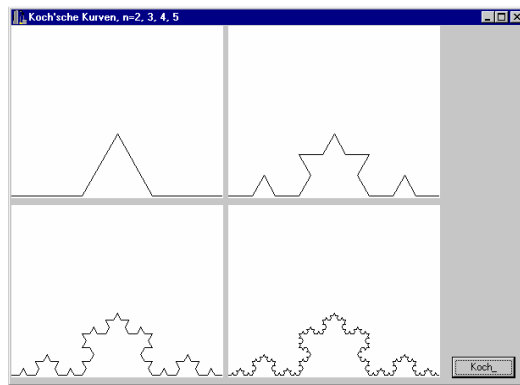 Koch'sche Kurven, n=2, 3, 4, 5
Koch_